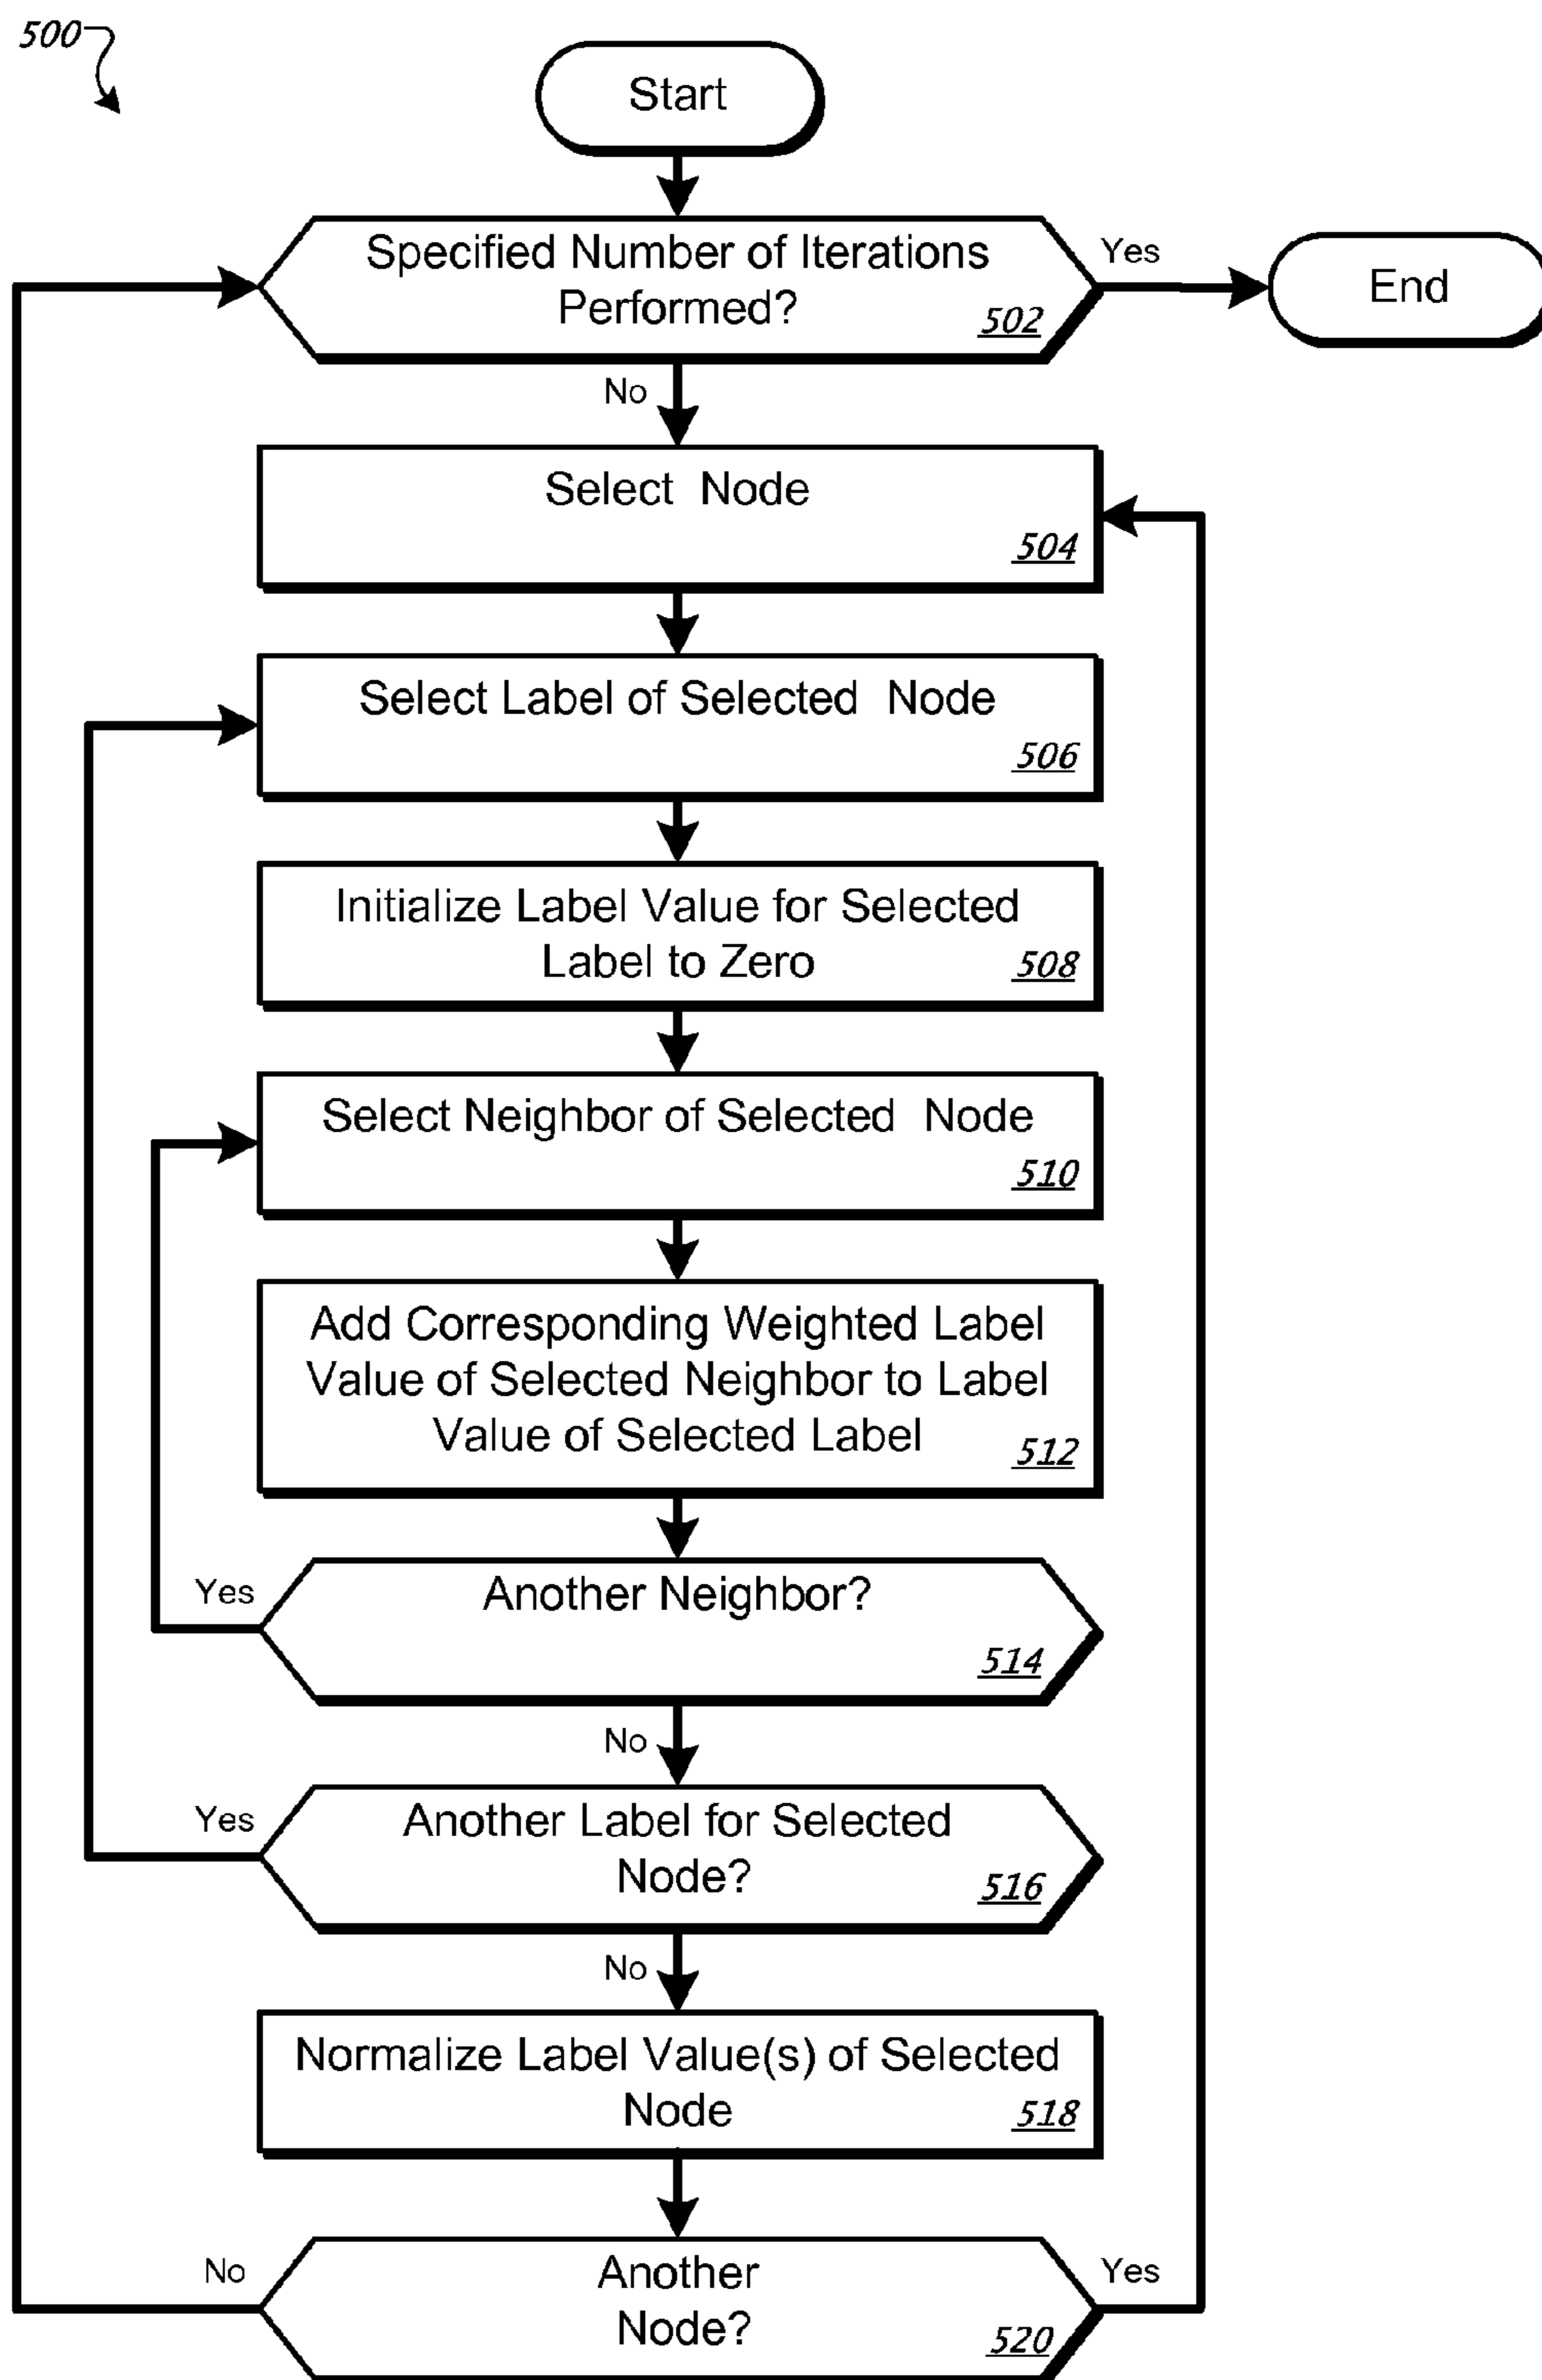 500
Start
Specified Number of Iterations
Performed?
502
Yes
End
No
Select Node
504
Select Label of Selected Node
506
Initialize Label Value for Selected
Label to Zero
508
Select Neighbor of Selected Node
510
Add Corresponding Weighted Label
Value of Selected Neighbor to Label
Value of Selected Label
512
Another Neighbor?
Yes
514
No
Another Label for Selected
Node?
Yes
516
No
Normalize Label Value(s) of Selected
Node
518
No
Another
Node?
Yes
520